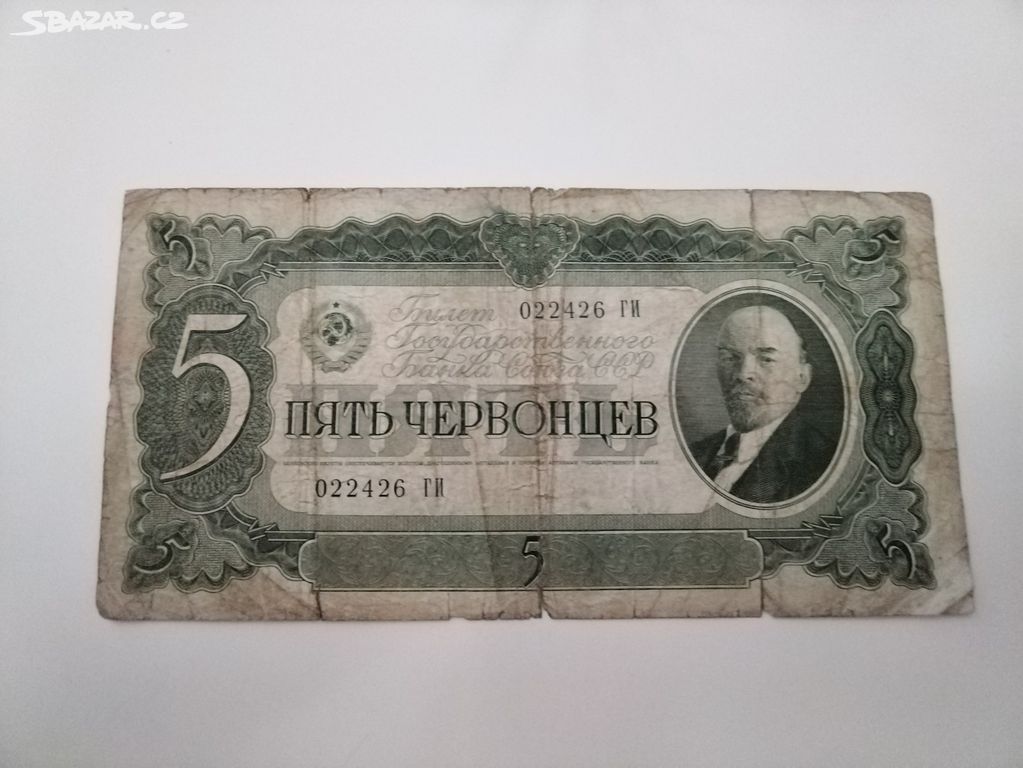 SBAZAR.CZ
5
5
Билет 022426 ГИ
Государственного
Банка Союза ССР
5
ПЯТЬ
ПЯТЬ ЧЕРВОНЦЕВ
022426 ГИ
5
5
5